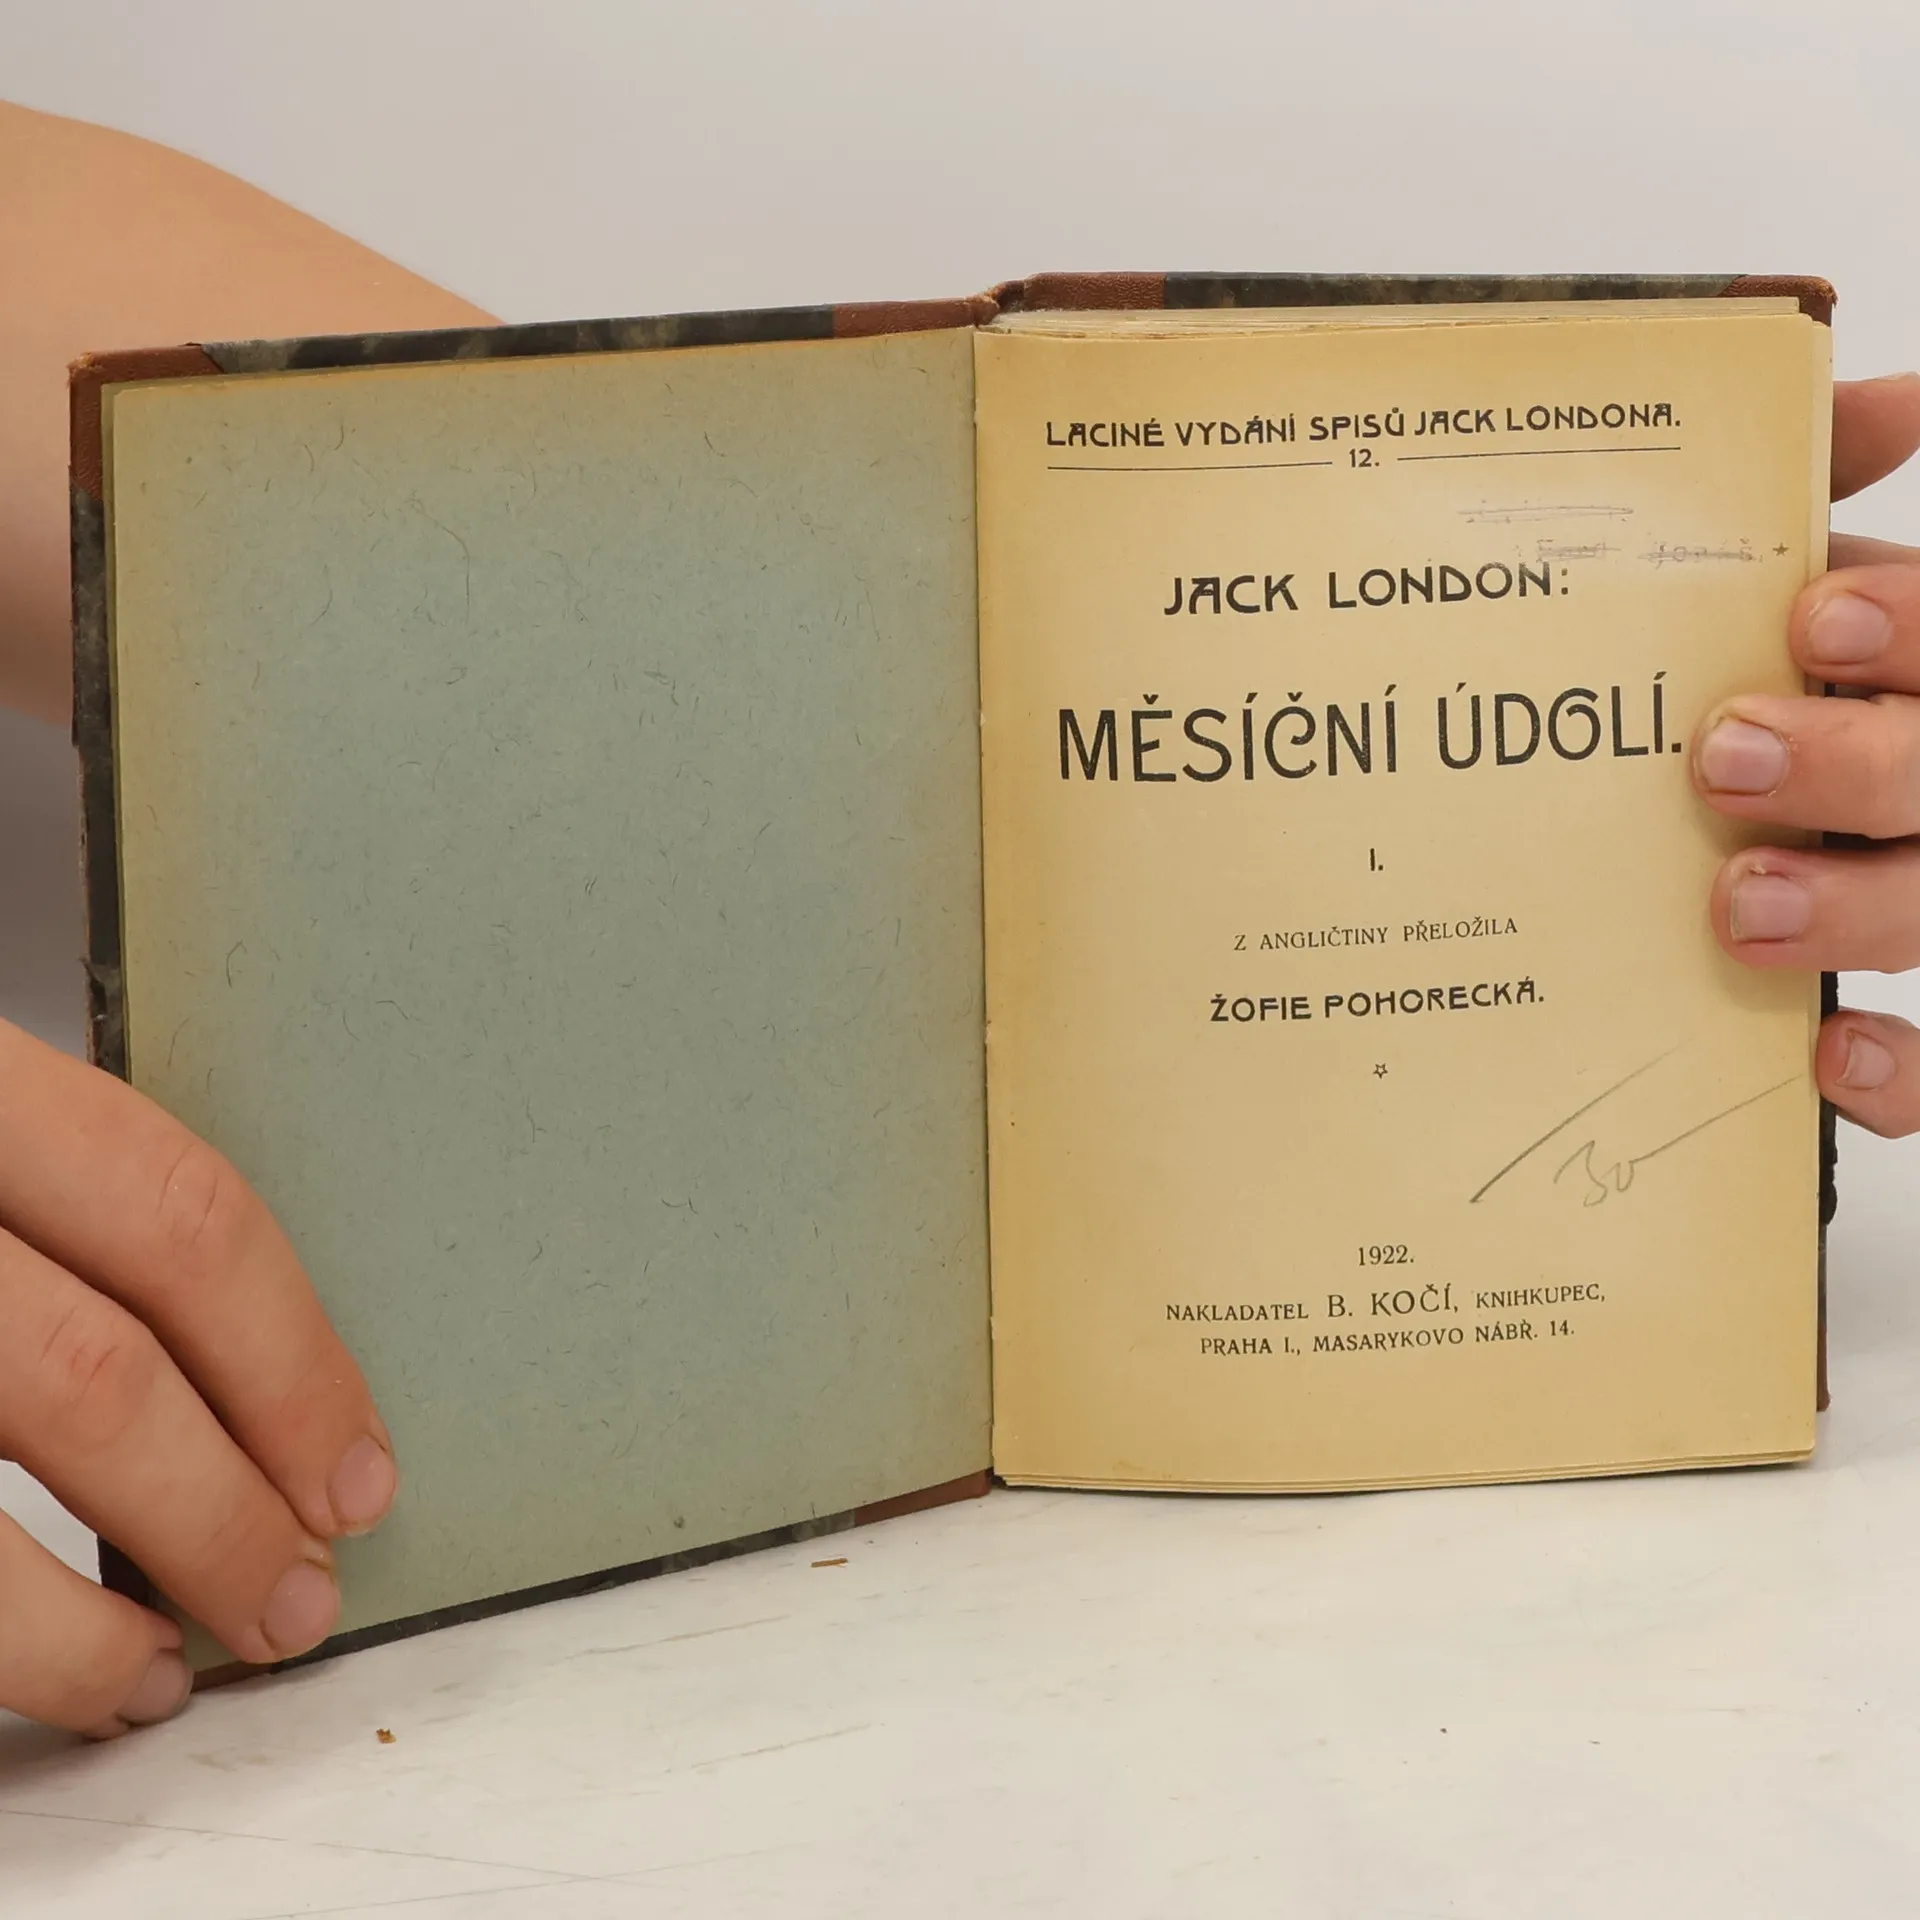 LACINÉ VYDÁNÍ SPISŮ JACK LONDONA.
12.
JACK LONDON:
MĚSÍČNÍ ÚDOLÍ.
I.
Z ANGLIČTINY PŘELOŽILA
ŽOFIE POHORECKÁ.
1922.
NAKLADATEL B. KOČÍ, KNIHKUPEC,
PRAHA I., MASARYKOVO NÁBŘ. 14.